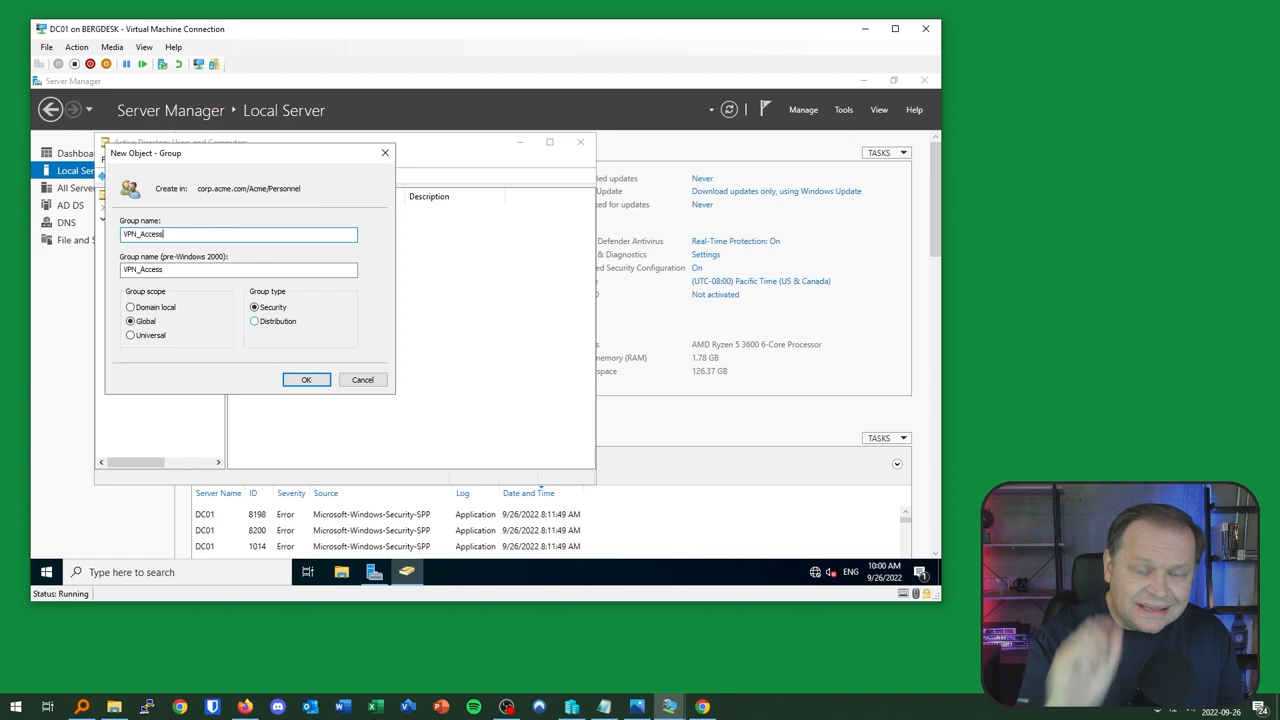 DC01 on BERGDESK - Virtual Machine Connection
File Action Media View Help
Server Manager
Server Manager ▸ Local Server
Manage Tools View Help
Dashboa
Local Ser
All Serve
AD DS
DNS
File and S
Active Directory Users and Computers
New Object - Group
Create in: corp.acme.com/Acme/Personnel
Group name:
VPN_Access
Group name (pre-Windows 2000):
VPN_Access
Group scope
Domain local
Global
Universal
Group type
Security
Distribution
OK Cancel
Description
TASKS
led updates Never
Update Download updates only, using Windows Update
ked for updates Never
efender Antivirus Real-Time Protection: On
& Diagnostics Settings
ed Security Configuration On
(UTC-08:00) Pacific Time (US & Canada)
Not activated
AMD Ryzen 5 3600 6-Core Processor
memory (RAM) 1.78 GB
space 126.37 GB
TASKS
Server Name ID Severity Source Log Date and Time
DC01 8198 Error Microsoft-Windows-Security-SPP Application 9/26/2022 8:11:49 AM
DC01 8200 Error Microsoft-Windows-Security-SPP Application 9/26/2022 8:11:49 AM
DC01 1014 Error Microsoft-Windows-Security-SPP Application 9/26/2022 8:11:49 AM
Type here to search
ENG
10:00 AM
9/26/2022
1
Status: Running
2022-09-26
24